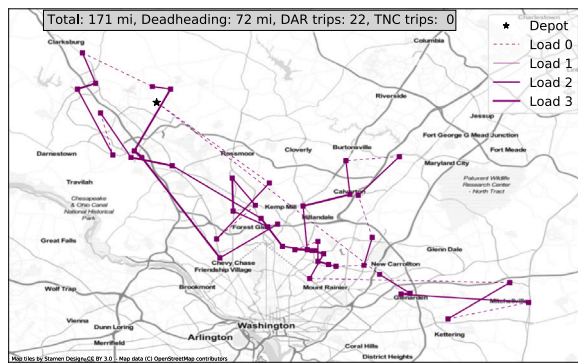 Total: 171 mi, Deadheading: 72 mi, DAR trips: 22, TNC trips:  0
Clarksburg
Columbia
Depot
Load 0
Load 1
Load 2
Load 3
Riverside
Jessup
Fort George G Mead Junction
Burtonsville
Cloverly
Fort Meade
Darnestown
Rossmoor
Maryland City
Travilah
Calverton
Patuxent Wildlife
Research Center
- North Tract
Chesapeake
& Ohio Canal
National Historical
Park
Kemp Mill
Hillandale
Forest Glen
Great Falls
Glenn Dale
Chevy Chase
New Carrollton
Friendship Village
Wolf Trap
Brookmont
Mount Rainier
Glenarden
Mitchellville
Vienna
Dunn Loring
Washington
Kettering
Merrifield
Arlington
Coral Hills
District Heights
Map tiles by Stamen Design, CC BY 3.0 -- Map data (C) OpenStreetMap contributors